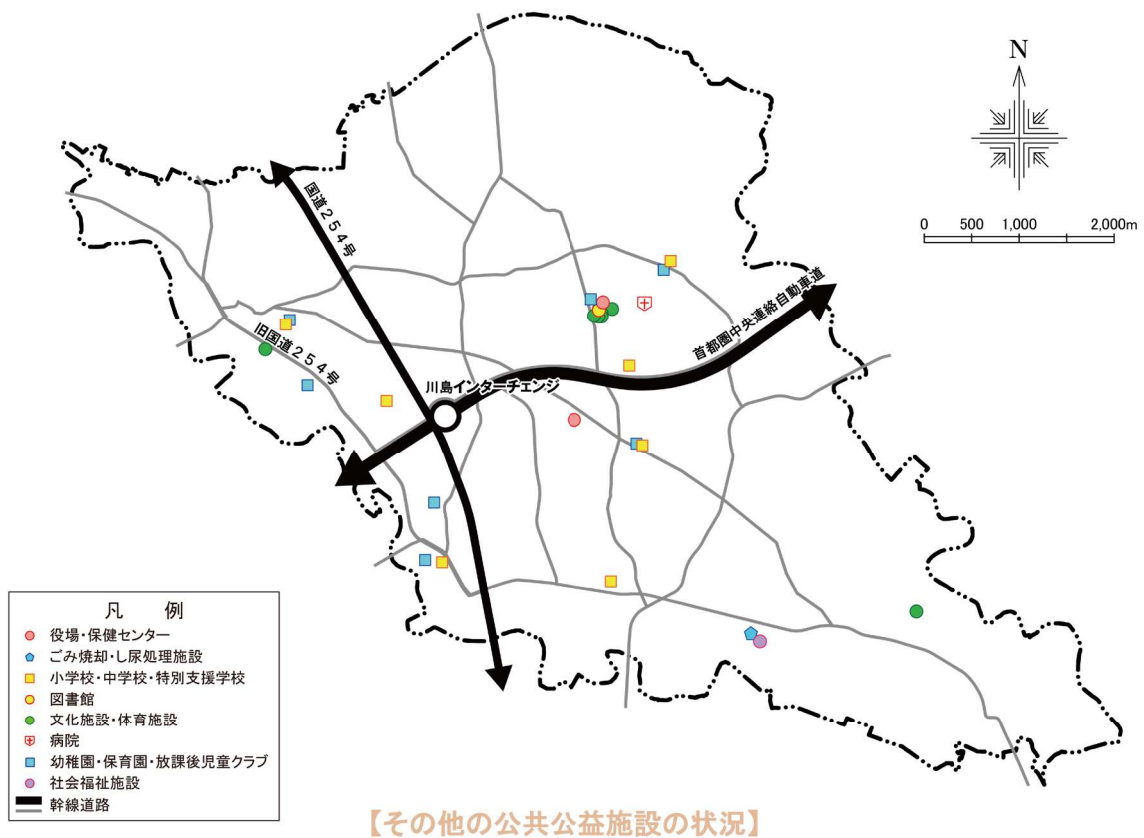 N
0 500 1,000 2,000m
国道254号
首都圏中央連絡自動車道
旧国道254号
川島インターチェンジ
凡 例
役場・保健センター
ごみ焼却・し尿処理施設
小学校・中学校・特別支援学校
図書館
文化施設・体育施設
病院
幼稚園・保育園・放課後児童クラブ
社会福祉施設
幹線道路
【その他の公共公益施設の状況】